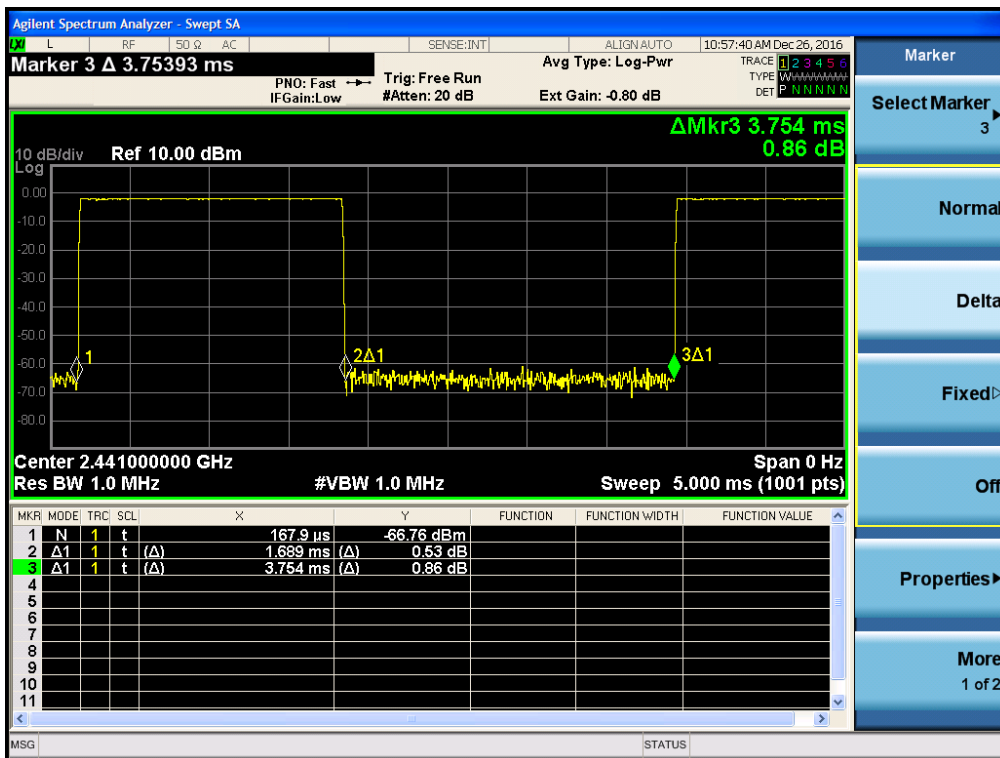 Agilent Spectrum Analyzer - Swept SA
LXI L RF 50 Ω AC SENSE:INT ALIGN AUTO 10:57:40 AM Dec 26, 2016
Marker 3 Δ 3.75393 ms
PNO: Fast
IFGain:Low
Trig: Free Run
#Atten: 20 dB
Avg Type: Log-Pwr
Ext Gain: -0.80 dB
TRACE 1 2 3 4 5 6
TYPE WWWWWW
DET P N N N N N
ΔMkr3 3.754 ms
0.86 dB
10 dB/div Ref 10.00 dBm
Log
0.00
-10.0
-20.0
-30.0
-40.0
-50.0
-60.0
-70.0
-80.0
1
2Δ1
3Δ1
Center 2.441000000 GHz Span 0 Hz
Res BW 1.0 MHz #VBW 1.0 MHz Sweep 5.000 ms (1001 pts)
MKR MODE TRC SCL X Y FUNCTION FUNCTION WIDTH FUNCTION VALUE
1 N 1 t 167.9 µs -66.76 dBm
2 Δ1 1 t (Δ) 1.689 ms (Δ) 0.53 dB
3 Δ1 1 t (Δ) 3.754 ms (Δ) 0.86 dB
4
5
6
7
8
9
10
11
MSG STATUS
Marker
Select Marker
3
Normal
Delta
Fixed
Off
Properties
More
1 of 2